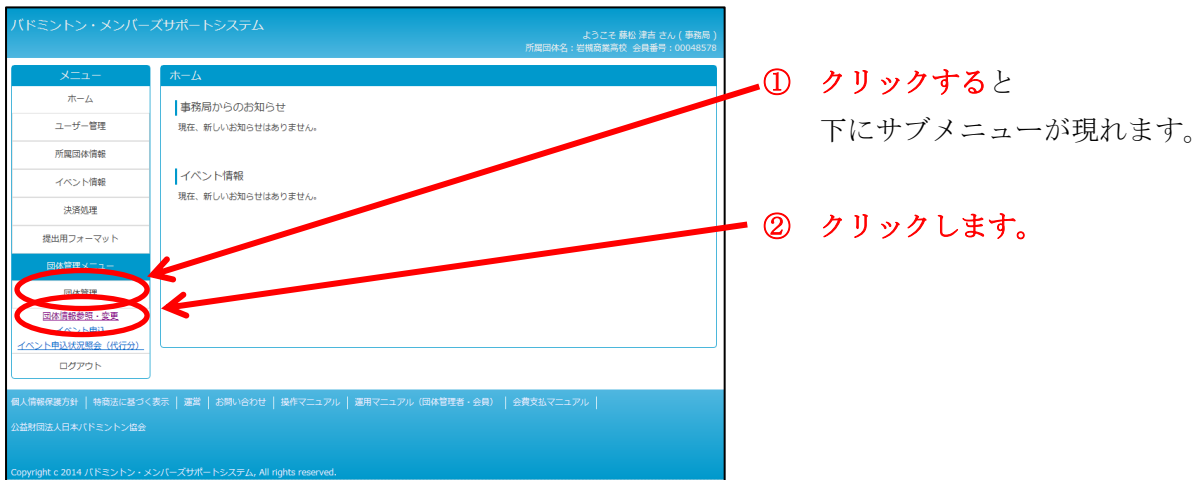 バドミントン・メンバーズサポートシステム
ようこそ 藤松 津吉 さん ( 事務局 )
所属団体名：岩槻商業高校 会員番号：00048578
メニュー
ホーム
ユーザー管理
所属団体情報
イベント情報
決済処理
提出用フォーマット
団体管理メニュー
団体管理
団体情報参照・変更
イベント申込
イベント申込状況照会（代行分）
ログアウト
ホーム
事務局からのお知らせ
現在、新しいお知らせはありません。
イベント情報
現在、新しいお知らせはありません。
① クリックすると
下にサブメニューが現れます。
② クリックします。
個人情報保護方針 | 特商法に基づく表示 | 運営 | お問い合わせ | 操作マニュアル | 運用マニュアル（団体管理者・会員） | 会費支払マニュアル |
公益財団法人日本バドミントン協会
Copyright c 2014 バドミントン・メンバーズサポートシステム, All rights reserved.